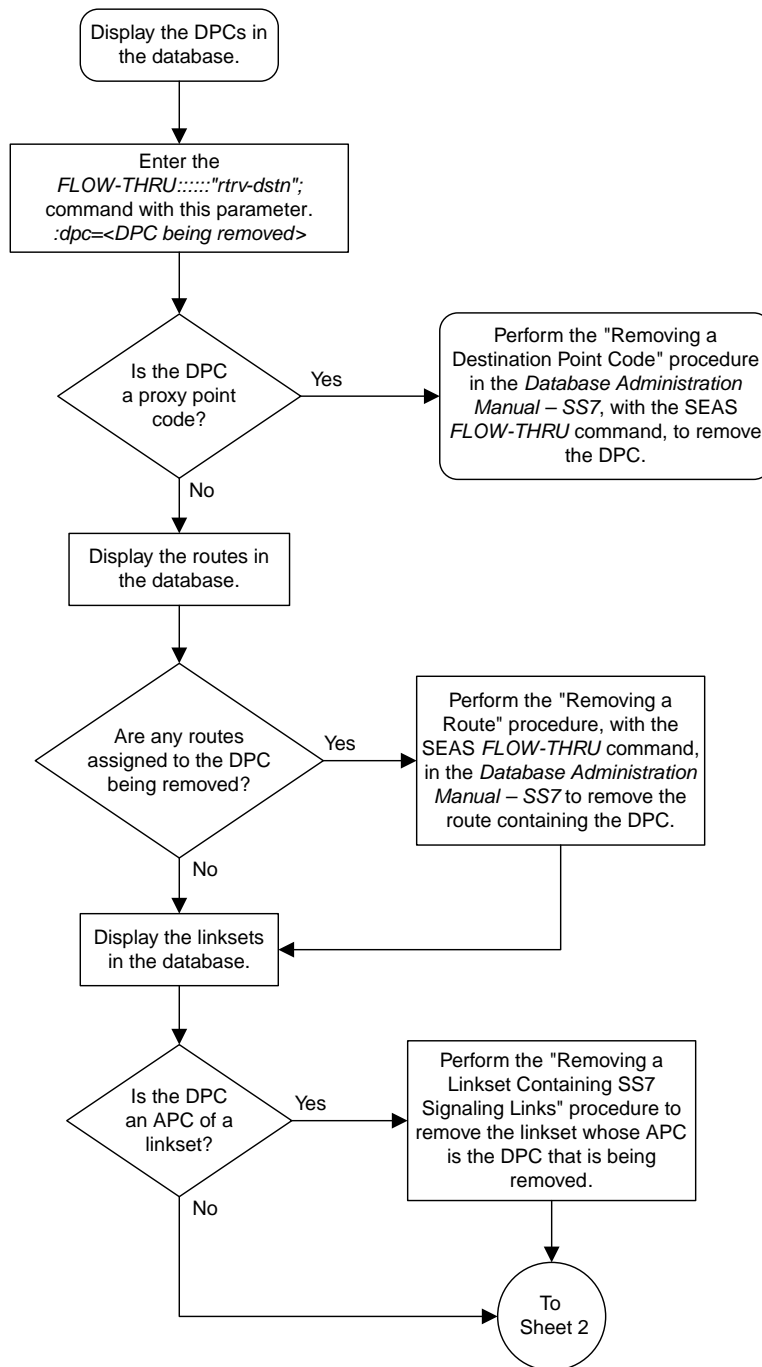 Display the DPCs in
the database.
Enter the
FLOW-THRU::::::"rtrv-dstn";
command with this parameter.
:dpc=<DPC being removed>
Is the DPC
a proxy point
code?
Yes
Perform the "Removing a
Destination Point Code" procedure
in the Database Administration
Manual – SS7, with the SEAS
FLOW-THRU command, to remove
the DPC.
No
Display the routes in
the database.
Are any routes
assigned to the DPC
being removed?
Yes
Perform the "Removing a
Route" procedure, with the
SEAS FLOW-THRU command,
in the Database Administration
Manual – SS7 to remove the
route containing the DPC.
No
Display the linksets
in the database.
Is the DPC
an APC of a
linkset?
Yes
Perform the "Removing a
Linkset Containing SS7
Signaling Links" procedure to
remove the linkset whose APC
is the DPC that is being
removed.
No
To
Sheet 2